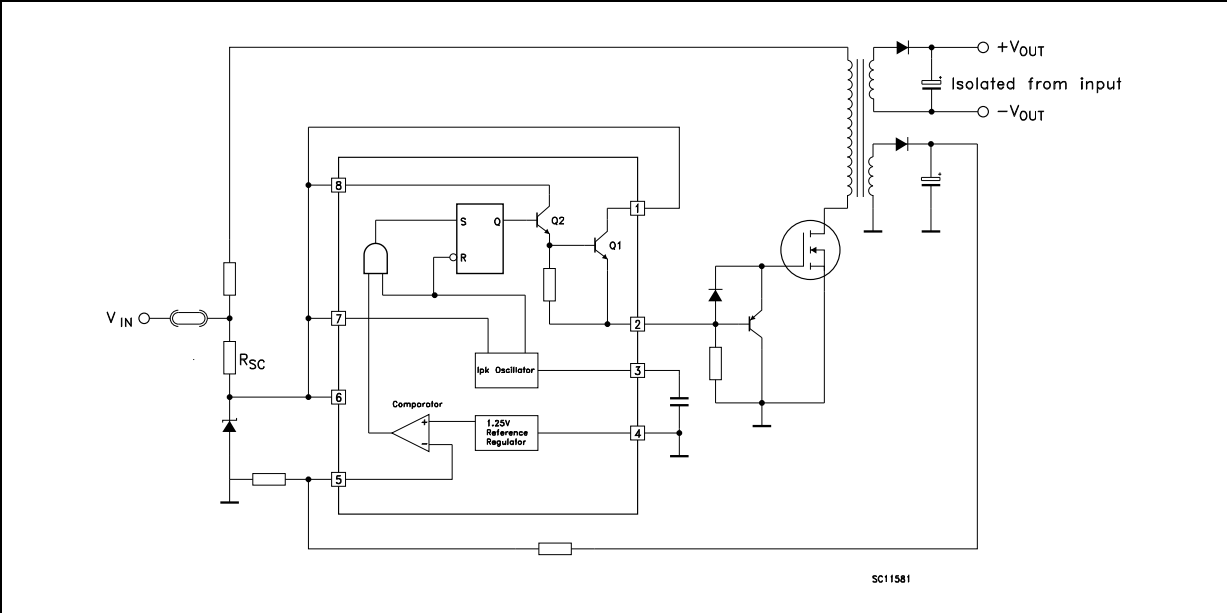 +VOUT
Isolated from input
−VOUT
8
1
S Q
Q2
Q1
R
VIN
7
2
RSC
Ipk Oscillator
3
6
Comparator
+
−
1.25V
Reference
Regulator
4
5
+
+
SC11581